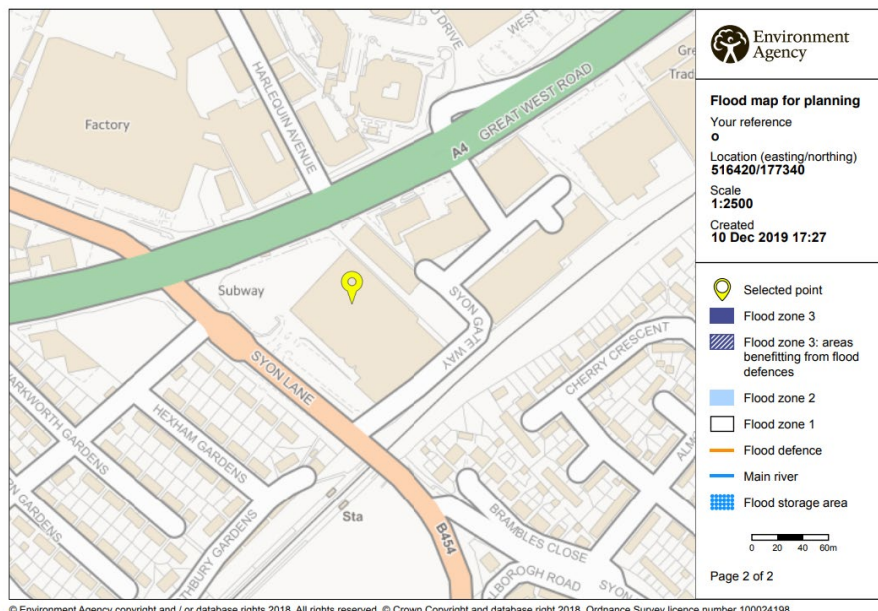 Environment
Agency
Flood map for planning
Your reference
o
Location (easting/northing)
516420/177340
Scale
1:2500
Created
10 Dec 2019 17:27
Selected point
Flood zone 3
Flood zone 3: areas
benefitting from flood
defences
Flood zone 2
Flood zone 1
Flood defence
Main river
Flood storage area
0 20 40 60m
Page 2 of 2
DRIVE
WEST
HARLEQUIN AVENUE
Factory
A4 GREAT WEST ROAD
Gre
Trad
Subway
SYON LANE
SYON GATE WAY
CHERRY CRESCENT
ARKWORTH GARDENS
HEXHAM GARDENS
RN GARDENS
THBURY GARDENS
Sta
B454
BRAMBLES CLOSE
ALM
SYON
© Environment Agency copyright and / or database rights 2018. All rights reserved. © Crown Copyright and database right 2018. Ordnance Survey licence number 100024198.